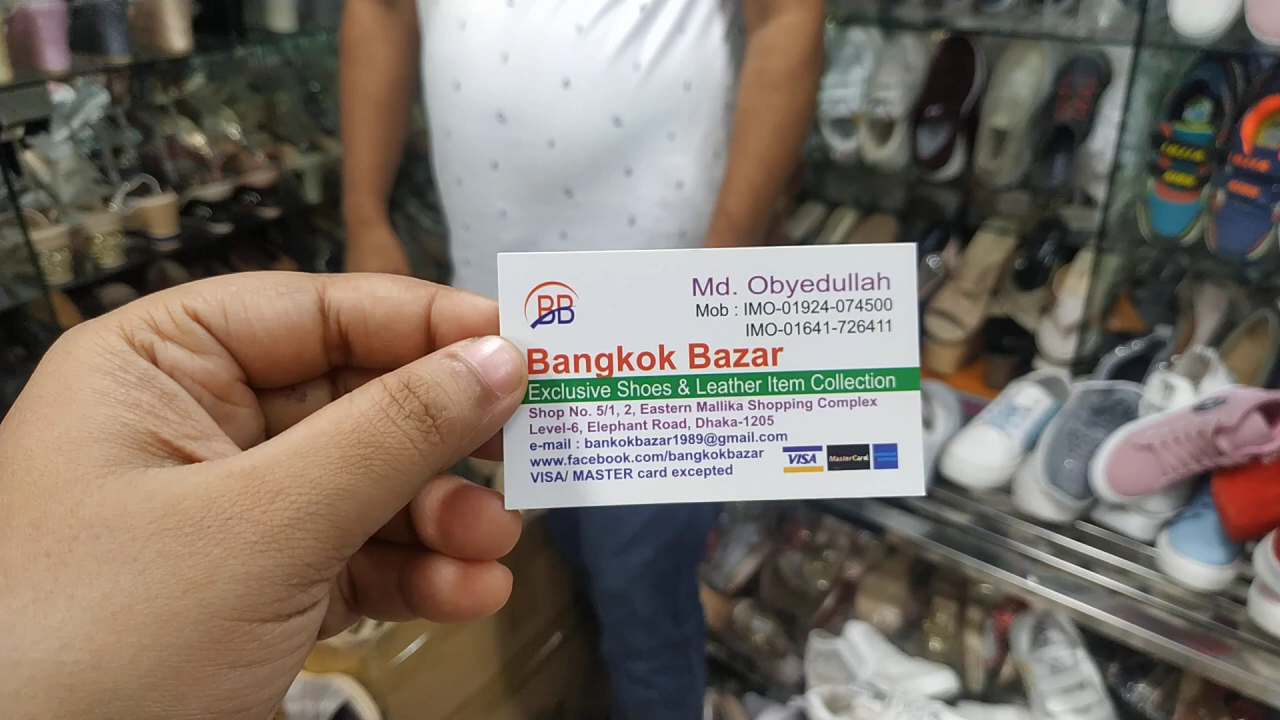 BB
Md. Obyedullah
Mob : IMO-01924-074500
IMO-01641-726411
Bangkok Bazar
Exclusive Shoes & Leather Item Collection
Shop No. 5/1, 2, Eastern Mallika Shopping Complex
Level-6, Elephant Road, Dhaka-1205
e-mail : bankokbazar1989@gmail.com
www.facebook.com/bangkokbazar
VISA/ MASTER card excepted
VISA
MasterCard